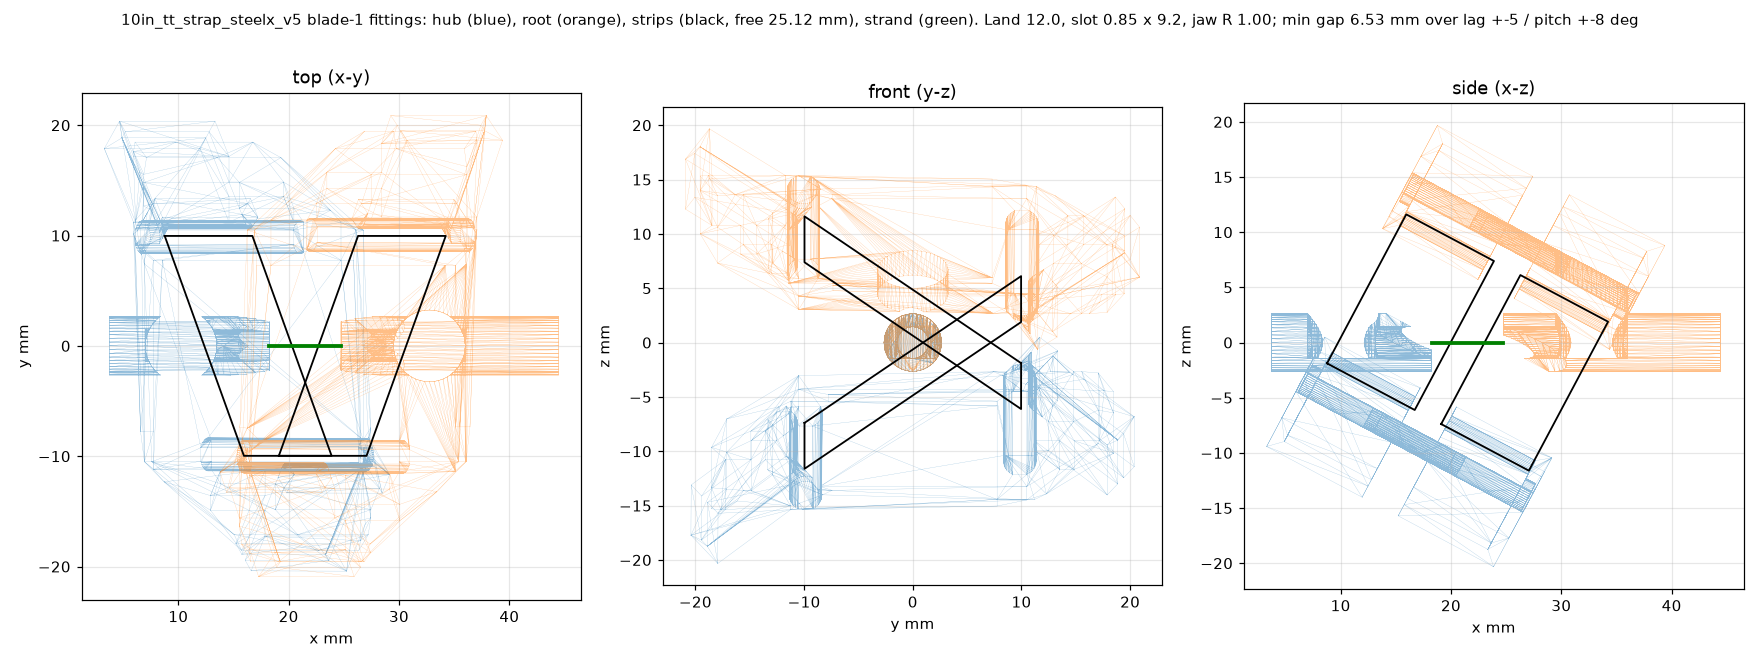 10in_tt_strap_steelx_v5 blade-1 fittings: hub (blue), root (orange), strips (black, free 25.12 mm), strand (green). Land 12.0, slot 0.85 x 9.2, jaw R 1.00; min gap 6.53 mm over lag +-5 / pitch +-8 deg
top (x-y)
20
10
0
−10
−20
y mm
10 20 30 40
x mm
front (y-z)
20
15
10
5
0
−5
−10
−15
−20
z mm
−20 −10 0 10 20
y mm
side (x-z)
20
15
10
5
0
−5
−10
−15
−20
z mm
10 20 30 40
x mm